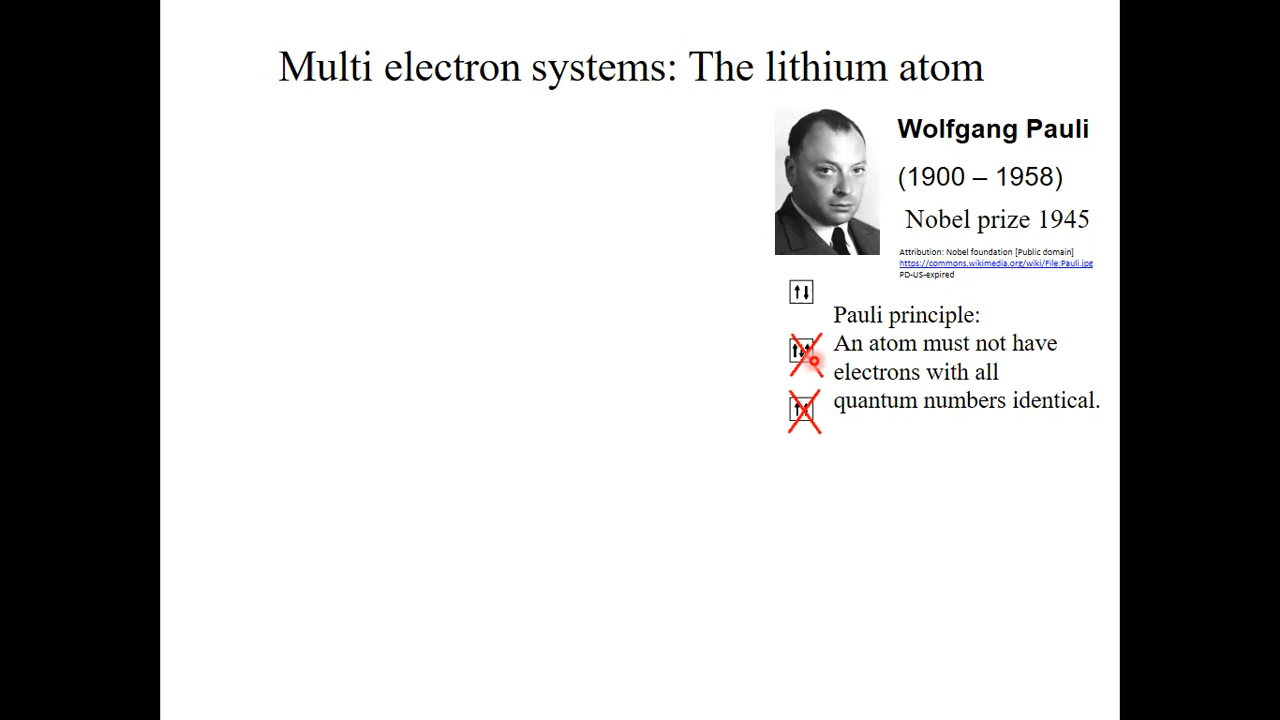 Multi electron systems: The lithium atom
Wolfgang Pauli
(1900 – 1958)
Nobel prize 1945
Attribution: Nobel foundation [Public domain]
https://commons.wikimedia.org/wiki/File:Pauli.jpg
PD-US-expired
Pauli principle:
An atom must not have
electrons with all
quantum numbers identical.